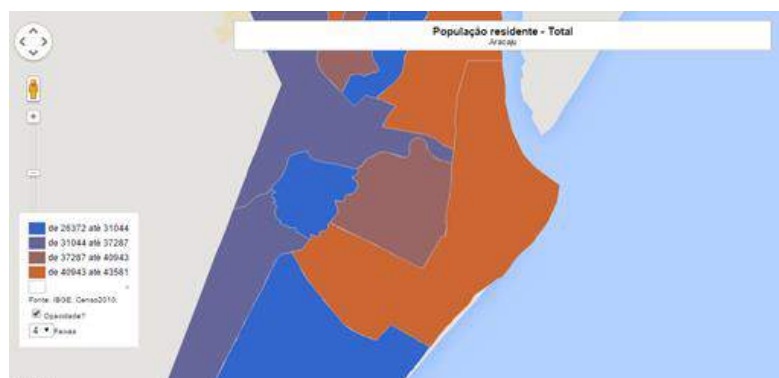 População residente - Total
Aracaju
de 26372 até 31044
de 31044 até 37287
de 37287 até 40943
de 40943 até 43581
-
Fonte: IBGE, Censo2010.
Opacidade?
4 Faixas